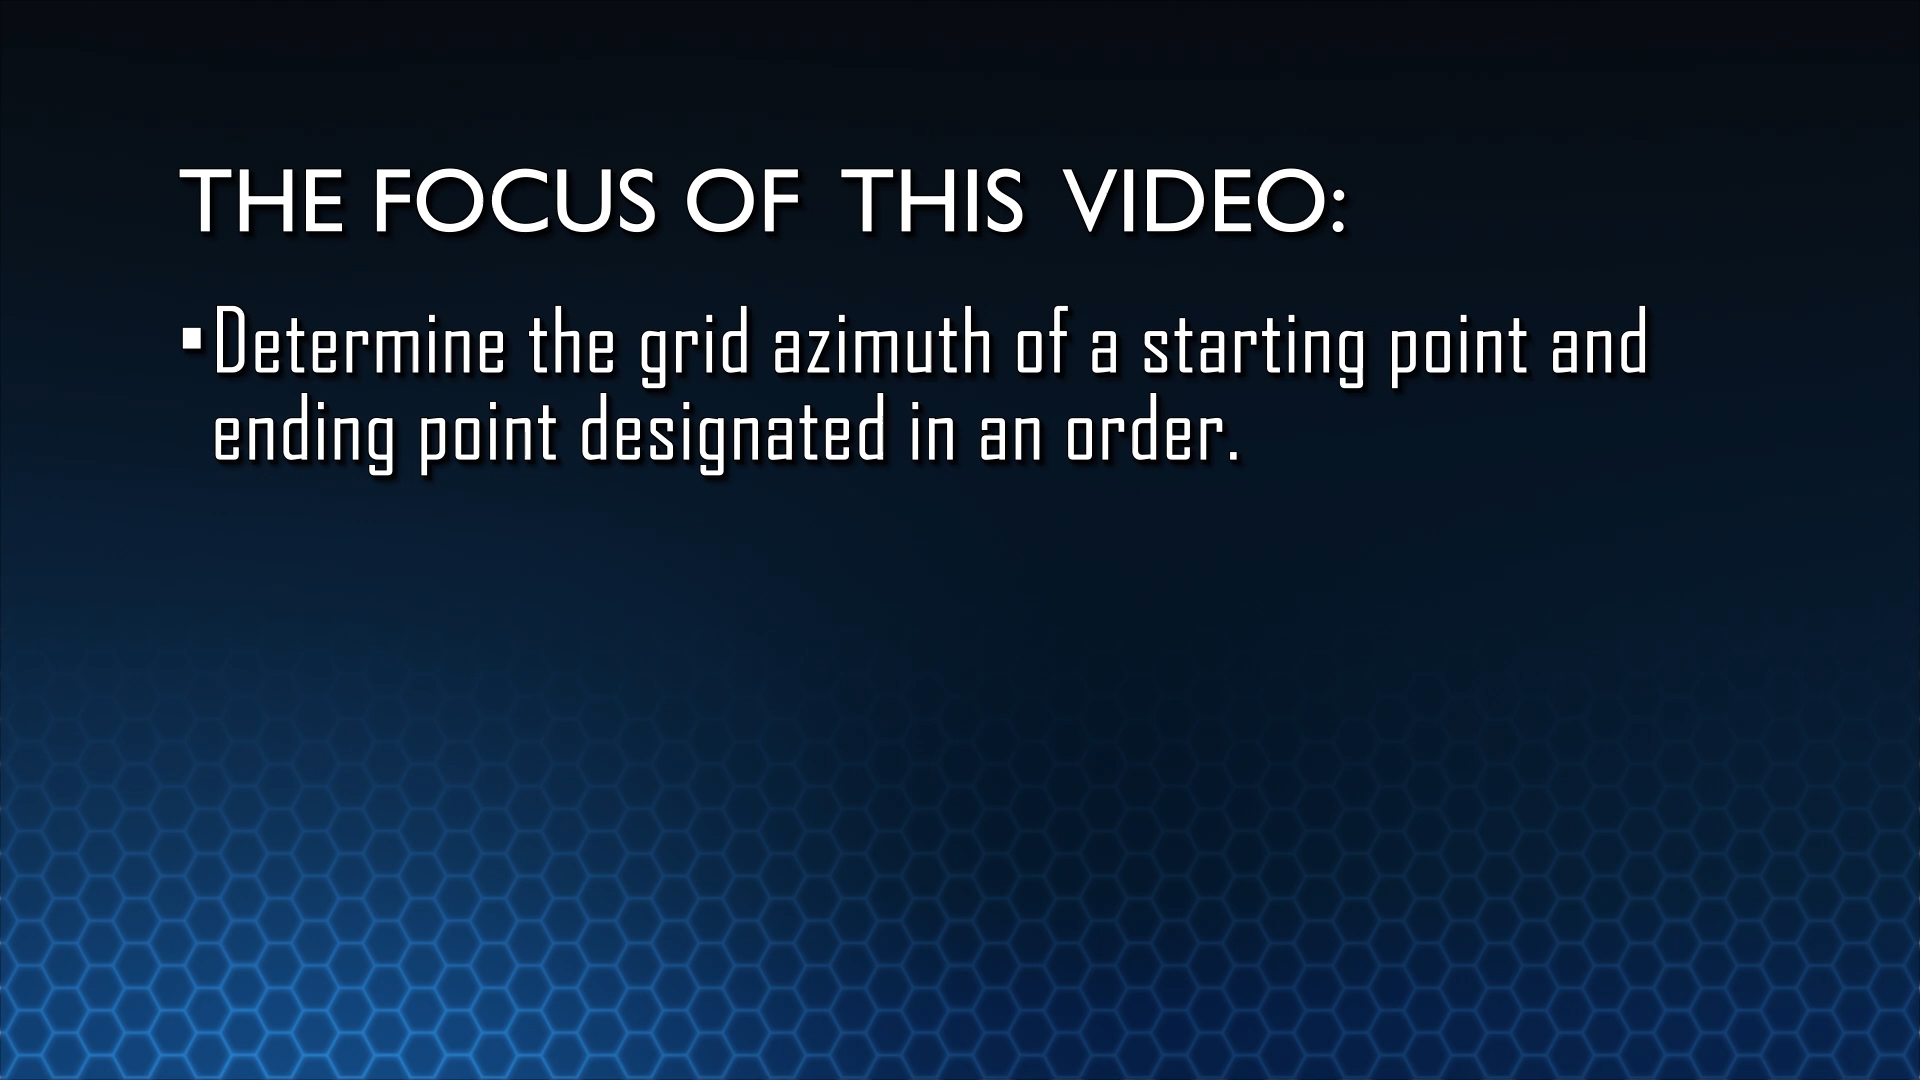 THE FOCUS OF THIS VIDEO:
▪Determine the grid azimuth of a starting point and
ending point designated in an order.